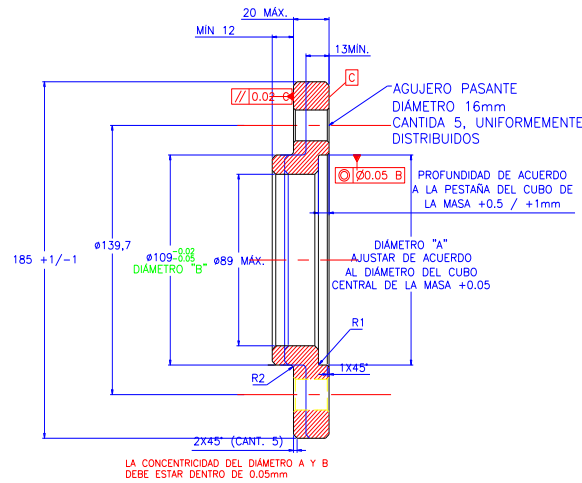 20 MÁX.
MÍN 12
13MÍN.
C
// 0.02 C
AGUJERO PASANTE
DIÁMETRO 16mm
CANTIDA 5, UNIFORMEMENTE
DISTRIBUIDOS
◎ Ø0.05 B
PROFUNDIDAD DE ACUERDO
A LA PESTAÑA DEL CUBO DE
LA MASA +0.5 / +1mm
185 +1/-1
ø139,7
ø109 -0.02 -0.05
DIÁMETRO "B"
ø89 MÁX.
DIÁMETRO "A"
AJUSTAR DE ACUERDO
AL DIÁMETRO DEL CUBO
CENTRAL DE LA MASA +0.05
R1
R2
1X45°
2X45° (CANT. 5)
LA CONCENTRICIDAD DEL DIÁMETRO A Y B
DEBE ESTAR DENTRO DE 0.05mm